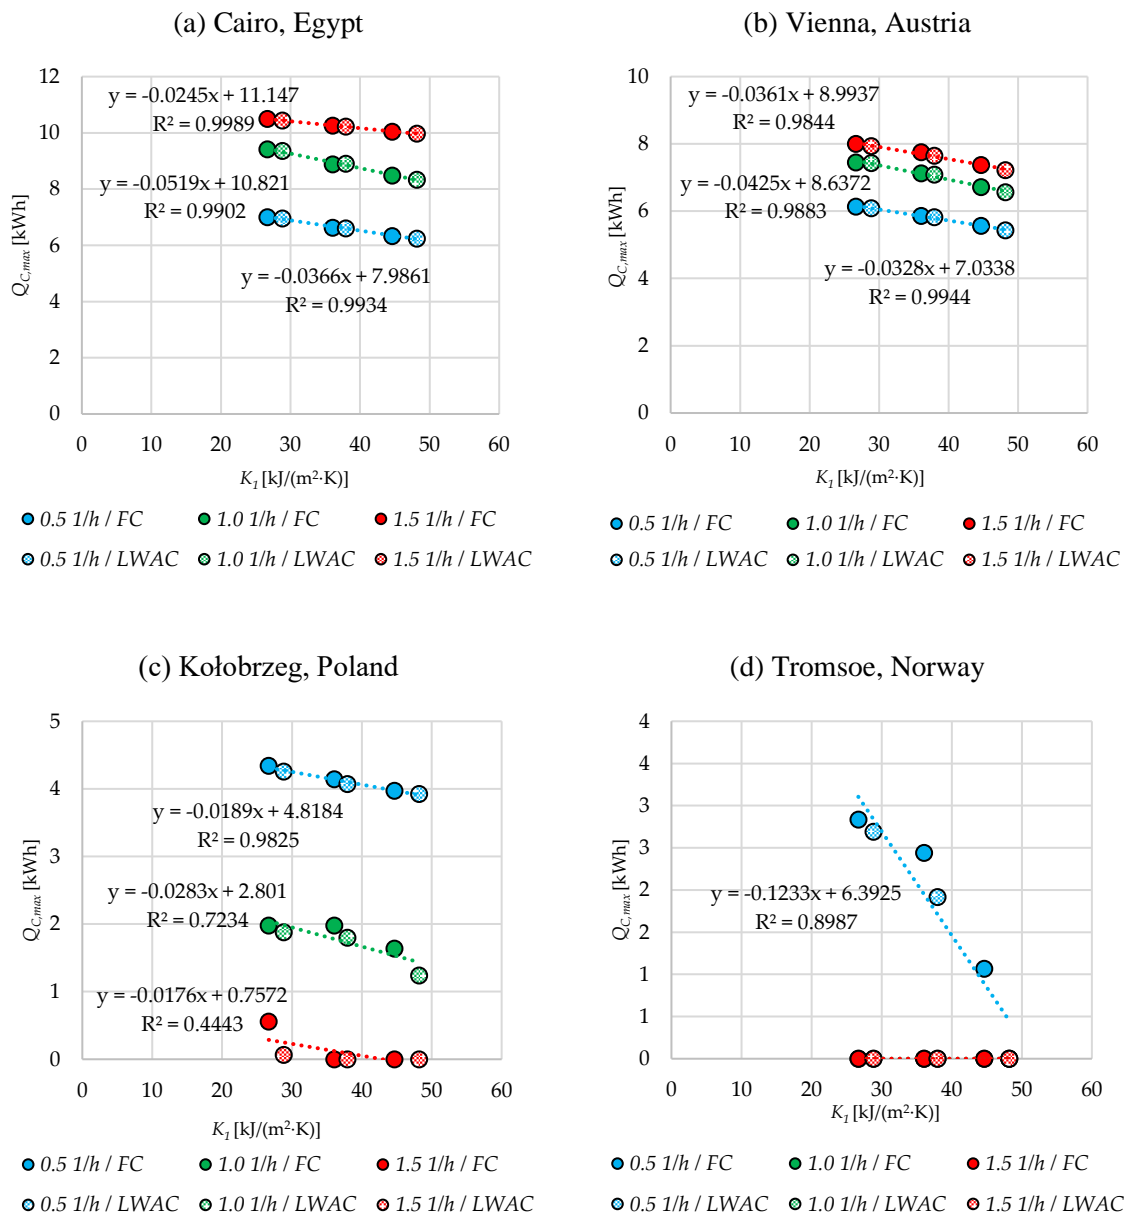 (a) Cairo, Egypt
12
10
8
6
4
2
0
Q_C,max [kWh]
y = -0.0245x + 11.147
R² = 0.9989
y = -0.0519x + 10.821
R² = 0.9902
y = -0.0366x + 7.9861
R² = 0.9934
0 10 20 30 40 50 60
K_1 [kJ/(m²·K)]
0.5 1/h / FC 1.0 1/h / FC 1.5 1/h / FC
0.5 1/h / LWAC 1.0 1/h / LWAC 1.5 1/h / LWAC
(b) Vienna, Austria
10
8
6
4
2
0
Q_C,max [kWh]
y = -0.0361x + 8.9937
R² = 0.9844
y = -0.0425x + 8.6372
R² = 0.9883
y = -0.0328x + 7.0338
R² = 0.9944
0 10 20 30 40 50 60
K_1 [kJ/(m²·K)]
0.5 1/h / FC 1.0 1/h / FC 1.5 1/h / FC
0.5 1/h / LWAC 1.0 1/h / LWAC 1.5 1/h / LWAC
(c) Kołobrzeg, Poland
5
4
3
2
1
0
Q_C,max [kWh]
y = -0.0189x + 4.8184
R² = 0.9825
y = -0.0283x + 2.801
R² = 0.7234
y = -0.0176x + 0.7572
R² = 0.4443
0 10 20 30 40 50 60
K_1 [kJ/(m²·K)]
0.5 1/h / FC 1.0 1/h / FC 1.5 1/h / FC
0.5 1/h / LWAC 1.0 1/h / LWAC 1.5 1/h / LWAC
(d) Tromsoe, Norway
4
4
3
3
2
2
1
1
0
Q_C,max [kWh]
y = -0.1233x + 6.3925
R² = 0.8987
0 10 20 30 40 50 60
K_1 [kJ/(m²·K)]
0.5 1/h / FC 1.0 1/h / FC 1.5 1/h / FC
0.5 1/h / LWAC 1.0 1/h / LWAC 1.5 1/h / LWAC